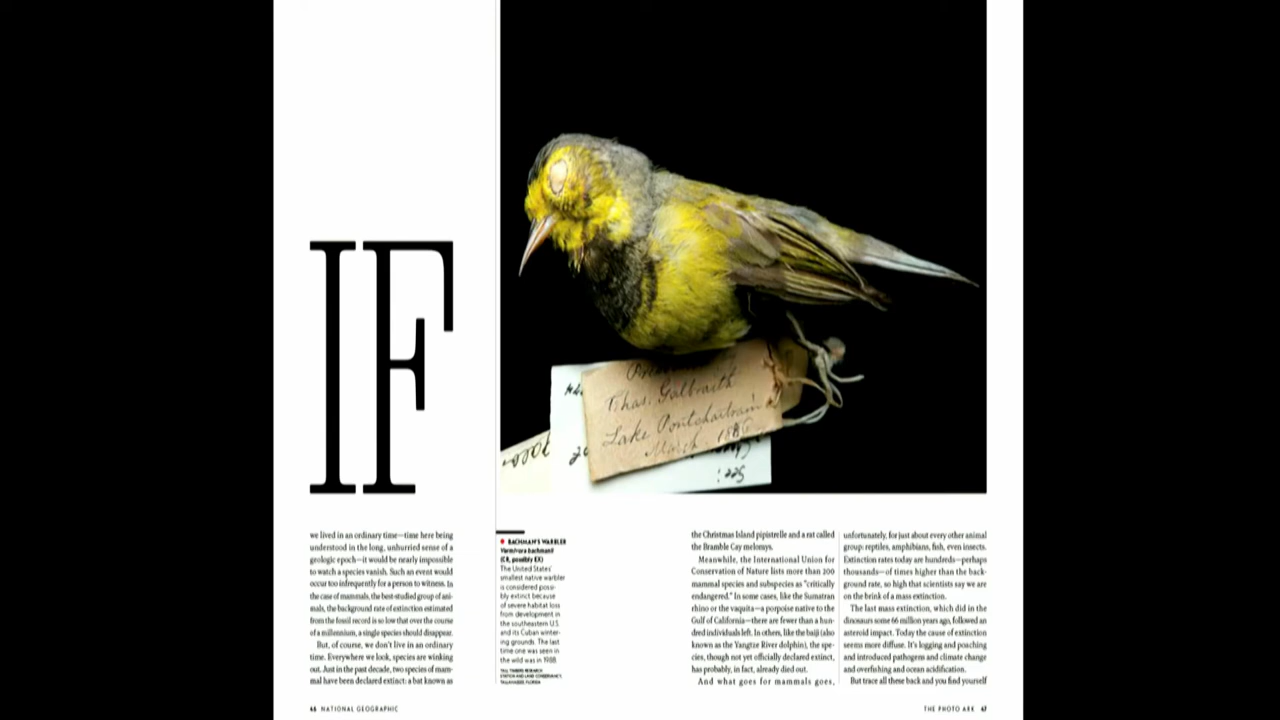 IF
we lived in an ordinary time—time here being
understood in the long, unhurried sense of a
geologic epoch—it would be nearly impossible
to watch a species vanish. Such an event would
occur too infrequently for a person to witness. In
the case of mammals, the best-studied group of ani-
mals, the background rate of extinction estimated
from the fossil record is so low that over the course
of a millennium, a single species should disappear.
But, of course, we don't live in an ordinary
time. Everywhere we look, species are winking
out. Just in the past decade, two species of mam-
mal have been declared extinct: a bat known as
Chas. Galbraith
Lake Pontchartrain
March 1886
BACHMAN'S WARBLER
Vermivora bachmanii
(CR, possibly EX)
The United States'
smallest native warbler
is considered possi-
bly extinct because
of severe habitat loss
from development in
the southeastern U.S.
and its Cuban winter-
ing grounds. The last
time one was seen in
the wild was in 1988.
TALL TIMBERS RESEARCH
STATION AND LAND CONSERVANCY,
TALLAHASSEE, FLORIDA
the Christmas Island pipistrelle and a rat called
the Bramble Cay melomys.
Meanwhile, the International Union for
Conservation of Nature lists more than 200
mammal species and subspecies as "critically
endangered." In some cases, like the Sumatran
rhino or the vaquita—a porpoise native to the
Gulf of California—there are fewer than a hun-
dred individuals left. In others, like the baiji (also
known as the Yangtze River dolphin), the spe-
cies, though not yet officially declared extinct,
has probably, in fact, already died out.
And what goes for mammals goes,
unfortunately, for just about every other animal
group: reptiles, amphibians, fish, even insects.
Extinction rates today are hundreds—perhaps
thousands—of times higher than the back-
ground rate, so high that scientists say we are
on the brink of a mass extinction.
The last mass extinction, which did in the
dinosaurs some 66 million years ago, followed an
asteroid impact. Today the cause of extinction
seems more diffuse. It's logging and poaching
and introduced pathogens and climate change
and overfishing and ocean acidification.
But trace all these back and you find yourself
46 NATIONAL GEOGRAPHIC
THE PHOTO ARK 47